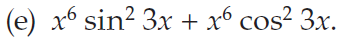 (e) x⁶ sin² 3x + x⁶ cos² 3x.